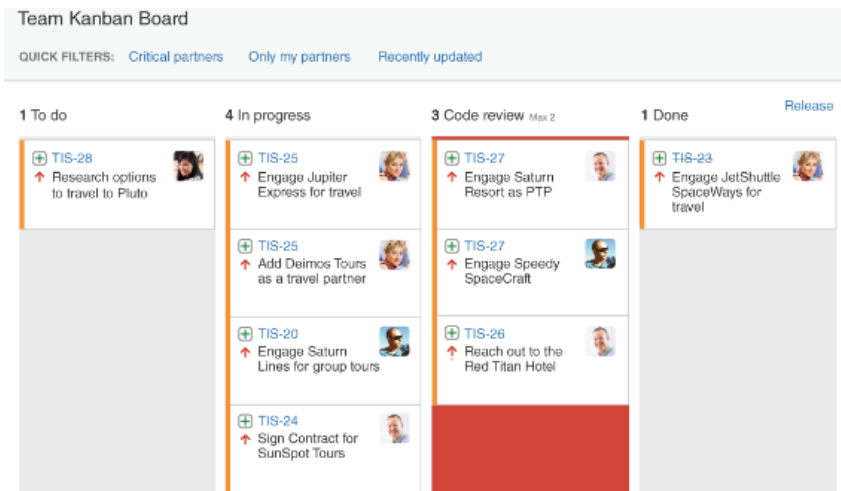 Team Kanban Board
QUICK FILTERS: Critical partners Only my partners Recently updated
Release
1 To do
TIS-28
Research options
to travel to Pluto
4 In progress
TIS-25
Engage Jupiter
Express for travel
TIS-25
Add Deimos Tours
as a travel partner
TIS-20
Engage Saturn
Lines for group tours
TIS-24
Sign Contract for
SunSpot Tours
3 Code review Max 2
TIS-27
Engage Saturn
Resort as PTP
TIS-27
Engage Speedy
SpaceCraft
TIS-26
Reach out to the
Red Titan Hotel
1 Done
TIS-23
Engage JetShuttle
SpaceWays for
travel